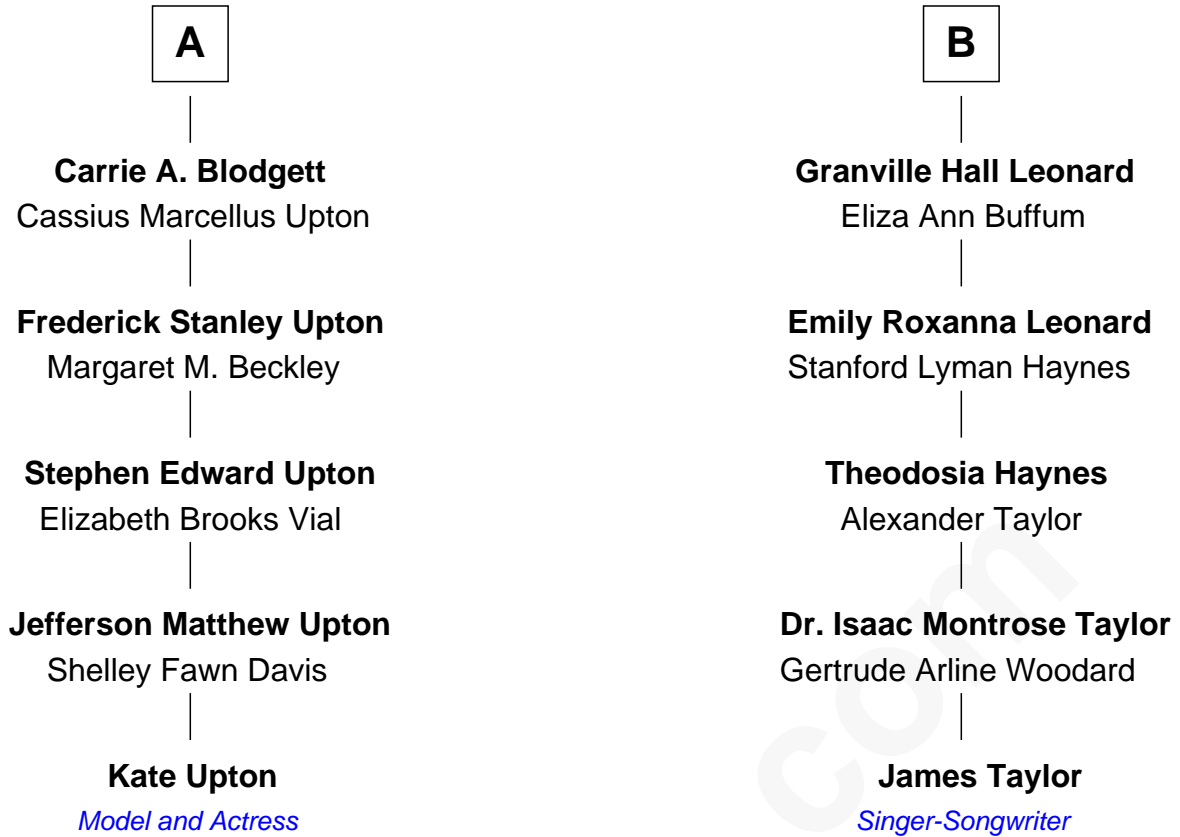 A
Carrie A. Blodgett
Cassius Marcellus Upton
Frederick Stanley Upton
Margaret M. Beckley
Stephen Edward Upton
Elizabeth Brooks Vial
Jefferson Matthew Upton
Shelley Fawn Davis
Kate Upton
Model and Actress
B
Granville Hall Leonard
Eliza Ann Buffum
Emily Roxanna Leonard
Stanford Lyman Haynes
Theodosia Haynes
Alexander Taylor
Dr. Isaac Montrose Taylor
Gertrude Arline Woodard
James Taylor
Singer-Songwriter
com